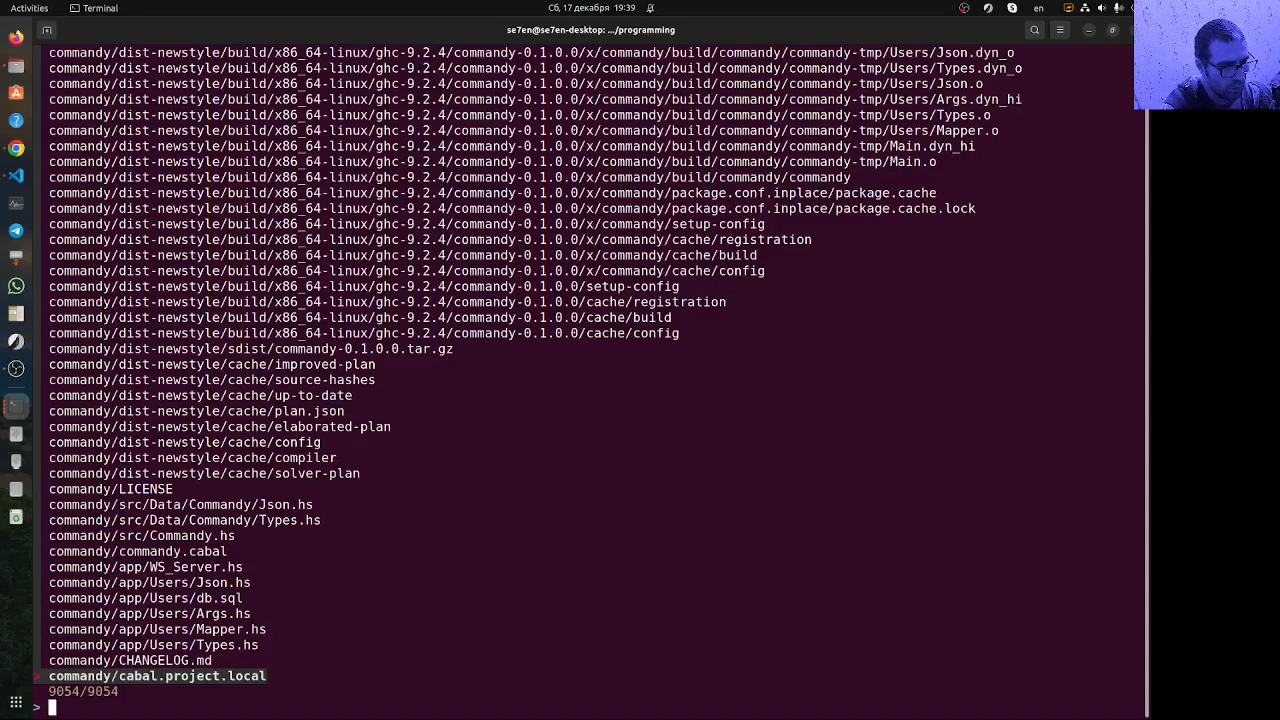 Activities
Terminal
Сб, 17 декабря 19:39
en
se7en@se7en-desktop: .../programming
commandy/dist-newstyle/build/x86_64-linux/ghc-9.2.4/commandy-0.1.0.0/x/commandy/build/commandy/commandy-tmp/Users/Json.dyn_o
commandy/dist-newstyle/build/x86_64-linux/ghc-9.2.4/commandy-0.1.0.0/x/commandy/build/commandy/commandy-tmp/Users/Types.dyn_o
commandy/dist-newstyle/build/x86_64-linux/ghc-9.2.4/commandy-0.1.0.0/x/commandy/build/commandy/commandy-tmp/Users/Json.o
commandy/dist-newstyle/build/x86_64-linux/ghc-9.2.4/commandy-0.1.0.0/x/commandy/build/commandy/commandy-tmp/Users/Args.dyn_hi
commandy/dist-newstyle/build/x86_64-linux/ghc-9.2.4/commandy-0.1.0.0/x/commandy/build/commandy/commandy-tmp/Users/Types.o
commandy/dist-newstyle/build/x86_64-linux/ghc-9.2.4/commandy-0.1.0.0/x/commandy/build/commandy/commandy-tmp/Users/Mapper.o
commandy/dist-newstyle/build/x86_64-linux/ghc-9.2.4/commandy-0.1.0.0/x/commandy/build/commandy/commandy-tmp/Main.dyn_hi
commandy/dist-newstyle/build/x86_64-linux/ghc-9.2.4/commandy-0.1.0.0/x/commandy/build/commandy/commandy-tmp/Main.o
commandy/dist-newstyle/build/x86_64-linux/ghc-9.2.4/commandy-0.1.0.0/x/commandy/build/commandy/commandy
commandy/dist-newstyle/build/x86_64-linux/ghc-9.2.4/commandy-0.1.0.0/x/commandy/package.conf.inplace/package.cache
commandy/dist-newstyle/build/x86_64-linux/ghc-9.2.4/commandy-0.1.0.0/x/commandy/package.conf.inplace/package.cache.lock
commandy/dist-newstyle/build/x86_64-linux/ghc-9.2.4/commandy-0.1.0.0/x/commandy/setup-config
commandy/dist-newstyle/build/x86_64-linux/ghc-9.2.4/commandy-0.1.0.0/x/commandy/cache/registration
commandy/dist-newstyle/build/x86_64-linux/ghc-9.2.4/commandy-0.1.0.0/x/commandy/cache/build
commandy/dist-newstyle/build/x86_64-linux/ghc-9.2.4/commandy-0.1.0.0/x/commandy/cache/config
commandy/dist-newstyle/build/x86_64-linux/ghc-9.2.4/commandy-0.1.0.0/setup-config
commandy/dist-newstyle/build/x86_64-linux/ghc-9.2.4/commandy-0.1.0.0/cache/registration
commandy/dist-newstyle/build/x86_64-linux/ghc-9.2.4/commandy-0.1.0.0/cache/build
commandy/dist-newstyle/build/x86_64-linux/ghc-9.2.4/commandy-0.1.0.0/cache/config
commandy/dist-newstyle/sdist/commandy-0.1.0.0.tar.gz
commandy/dist-newstyle/cache/improved-plan
commandy/dist-newstyle/cache/source-hashes
commandy/dist-newstyle/cache/up-to-date
commandy/dist-newstyle/cache/plan.json
commandy/dist-newstyle/cache/elaborated-plan
commandy/dist-newstyle/cache/config
commandy/dist-newstyle/cache/compiler
commandy/dist-newstyle/cache/solver-plan
commandy/LICENSE
commandy/src/Data/Commandy/Json.hs
commandy/src/Data/Commandy/Types.hs
commandy/src/Commandy.hs
commandy/commandy.cabal
commandy/app/WS_Server.hs
commandy/app/Users/Json.hs
commandy/app/Users/db.sql
commandy/app/Users/Args.hs
commandy/app/Users/Mapper.hs
commandy/app/Users/Types.hs
commandy/CHANGELOG.md
commandy/cabal.project.local
9054/9054
>